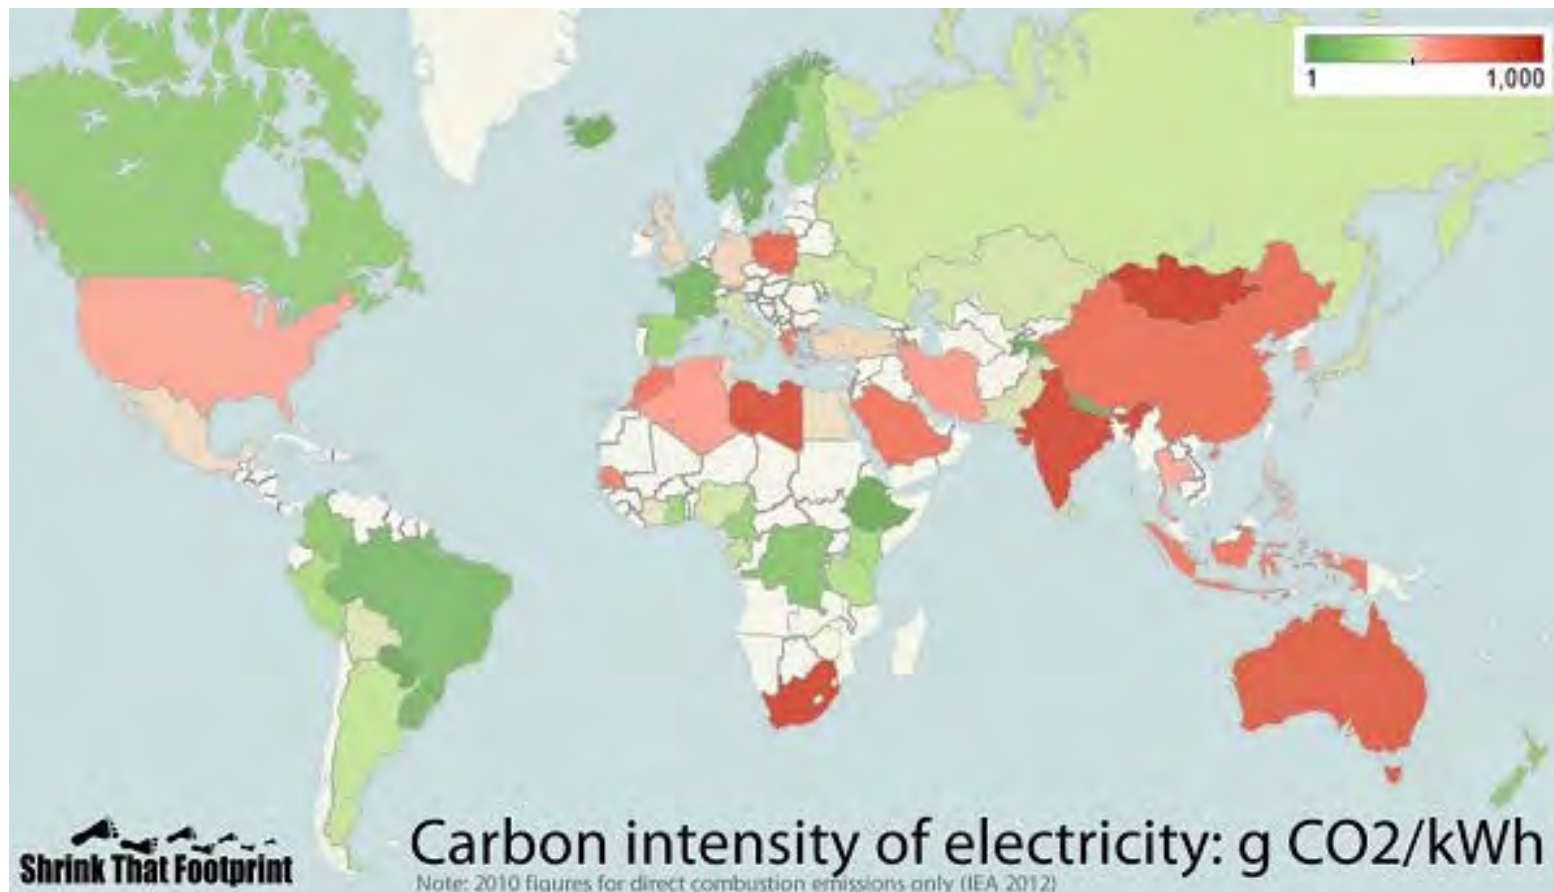 1 1,000
Shrink That Footprint
Carbon intensity of electricity: g CO2/kWh
Note: 2010 figures for direct combustion emissions only (IEA 2012)